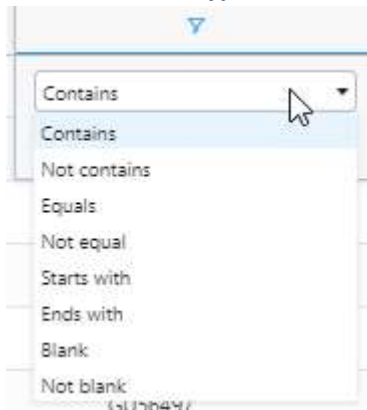 Contains
Contains
Not contains
Equals
Not equal
Starts with
Ends with
Blank
Not blank